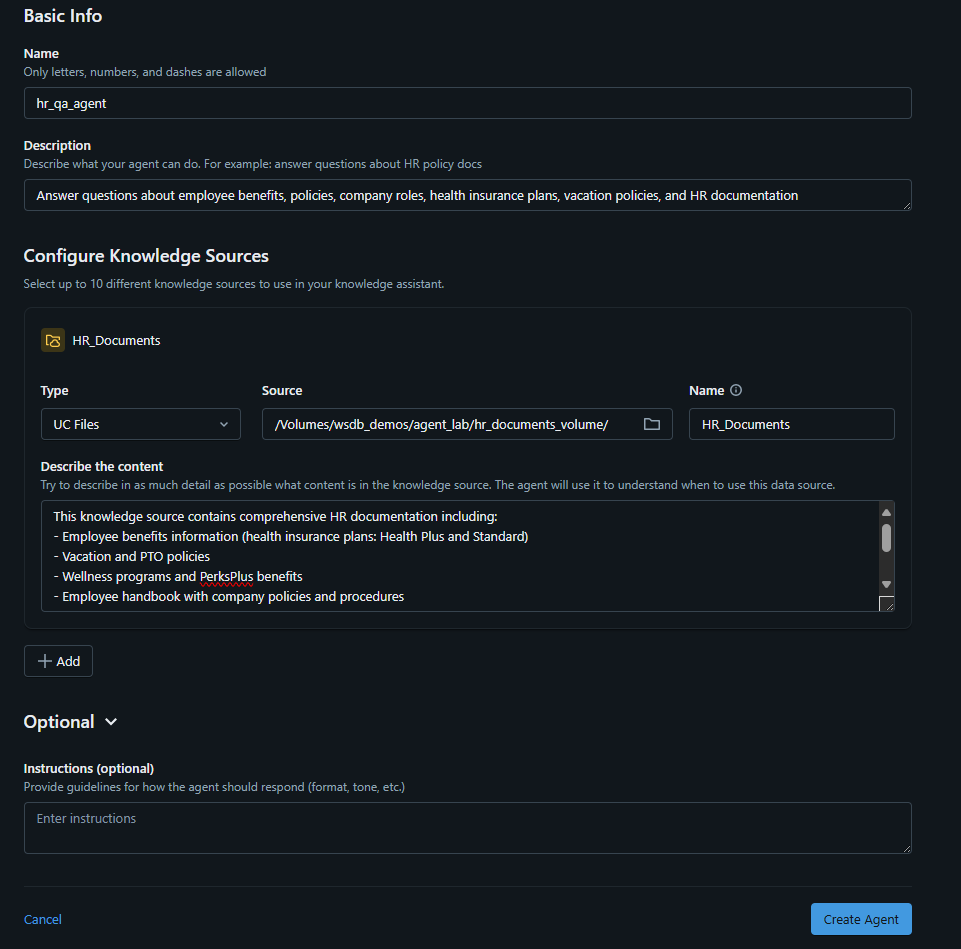 Basic Info
Name
Only letters, numbers, and dashes are allowed
hr_qa_agent
Description
Describe what your agent can do. For example: answer questions about HR policy docs
Answer questions about employee benefits, policies, company roles, health insurance plans, vacation policies, and HR documentation
Configure Knowledge Sources
Select up to 10 different knowledge sources to use in your knowledge assistant.
HR_Documents
Type
Source
Name
UC Files
/Volumes/wsdb_demos/agent_lab/hr_documents_volume/
HR_Documents
Describe the content
Try to describe in as much detail as possible what content is in the knowledge source. The agent will use it to understand when to use this data source.
This knowledge source contains comprehensive HR documentation including:
- Employee benefits information (health insurance plans: Health Plus and Standard)
- Vacation and PTO policies
- Wellness programs and PerksPlus benefits
- Employee handbook with company policies and procedures
Add
Optional
Instructions (optional)
Provide guidelines for how the agent should respond (format, tone, etc.)
Enter instructions
Cancel
Create Agent